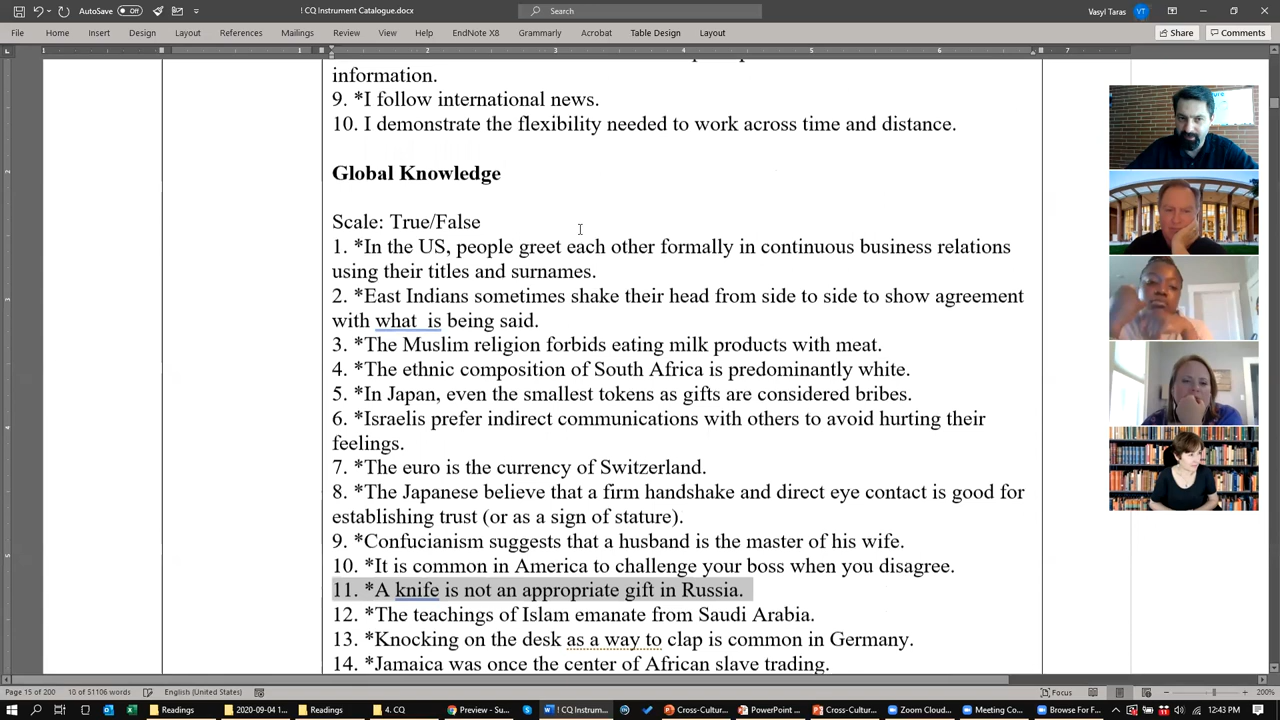 AutoSave Off
! CQ Instrument Catalogue.docx
Search
Vasyl Taras VT
File Home Insert Design Layout References Mailings Review View Help EndNote X8 Grammarly Acrobat Table Design Layout
Share Comments
information.
9. *I follow international news.
10. I demonstrate the flexibility needed to work across time and distance.
Global Knowledge
Scale: True/False
1. *In the US, people greet each other formally in continuous business relations
using their titles and surnames.
2. *East Indians sometimes shake their head from side to side to show agreement
with what  is being said.
3. *The Muslim religion forbids eating milk products with meat.
4. *The ethnic composition of South Africa is predominantly white.
5. *In Japan, even the smallest tokens as gifts are considered bribes.
6. *Israelis prefer indirect communications with others to avoid hurting their
feelings.
7. *The euro is the currency of Switzerland.
8. *The Japanese believe that a firm handshake and direct eye contact is good for
establishing trust (or as a sign of stature).
9. *Confucianism suggests that a husband is the master of his wife.
10. *It is common in America to challenge your boss when you disagree.
11. *A knife is not an appropriate gift in Russia.
12. *The teachings of Islam emanate from Saudi Arabia.
13. *Knocking on the desk as a way to clap is common in Germany.
14. *Jamaica was once the center of African slave trading.
Page 15 of 200 10 of 51106 words English (United States) Focus 200%
Readings 2020-09-04 1... Readings 4. CQ Preview - Su... ! CQ Instrum... Cross-Cultur... PowerPoint ... Cross-Cultur... Zoom Cloud... Meeting Co... Browse For F... 12:43 PM